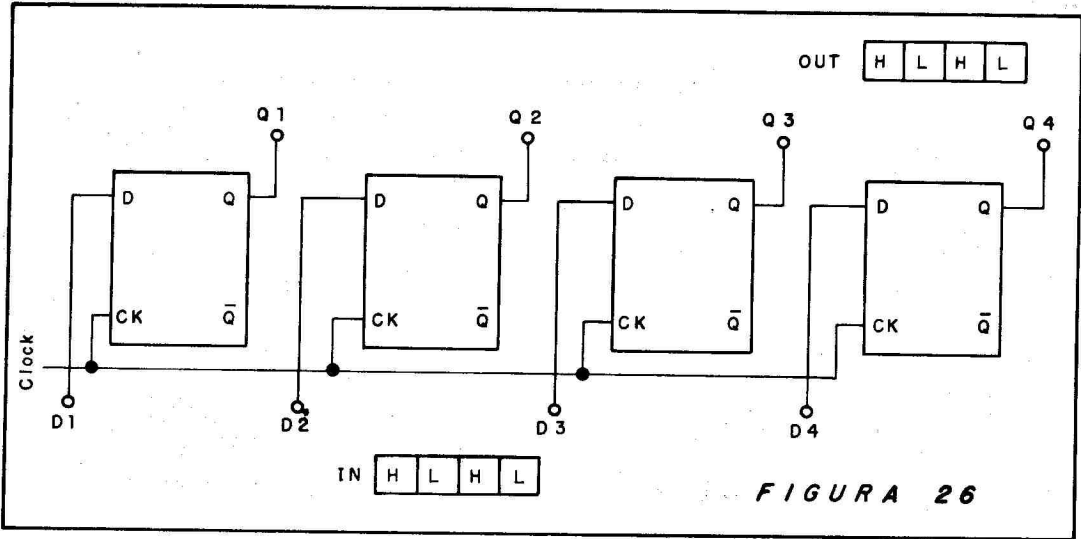 OUT H L H L
Q1 Q2 Q3 Q4
D Q D Q D Q D Q
CK Q̅ CK Q̅ CK Q̅ CK Q̅
Clock
D1 D2 D3 D4
IN H L H L
FIGURA 26